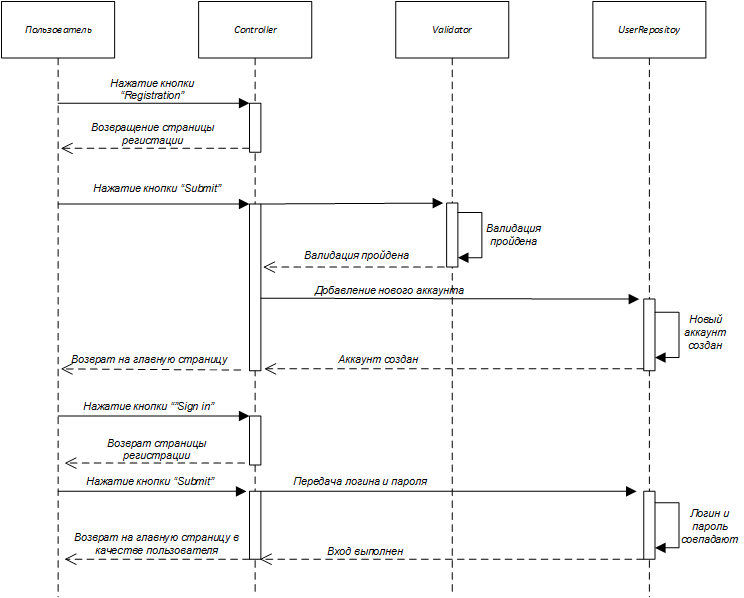 Пользователь
Controller
Validator
UserRepositoy
Нажатие кнопки
“Registration”
Возвращение страницы
регистации
Нажатие кнопки “Submit”
Валидация
пройдена
Валидация пройдена
Добавление нового аккаунта
Новый
аккаунт
создан
Возврат на главную страницу
Аккаунт создан
Нажатие кнопки “”Sign in”
Возврат страницы
регистрации
Нажатие кнопки “Submit”
Передача логина и пароля
Логин и
пароль
совпадают
Возврат на главную страницу в
качестве пользователя
Вход выполнен